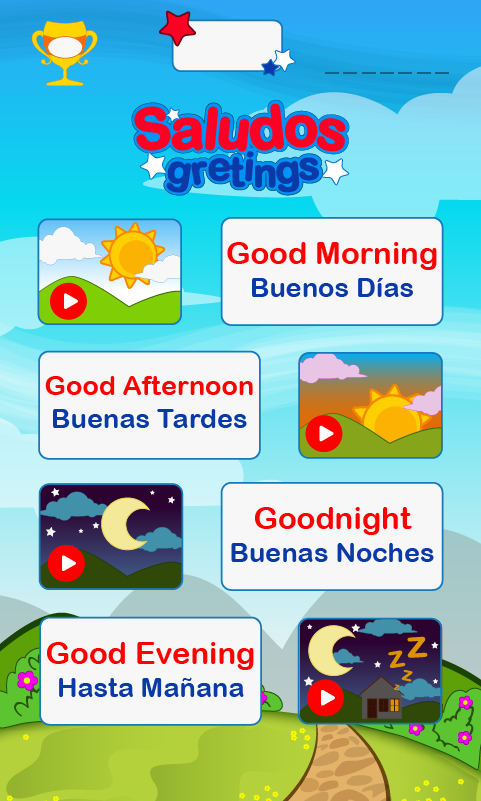 Saludos
gretings
Good Morning
Buenos Días
Good Afternoon
Buenas Tardes
Goodnight
Buenas Noches
Good Evening
Hasta Mañana
Z Z Z Z